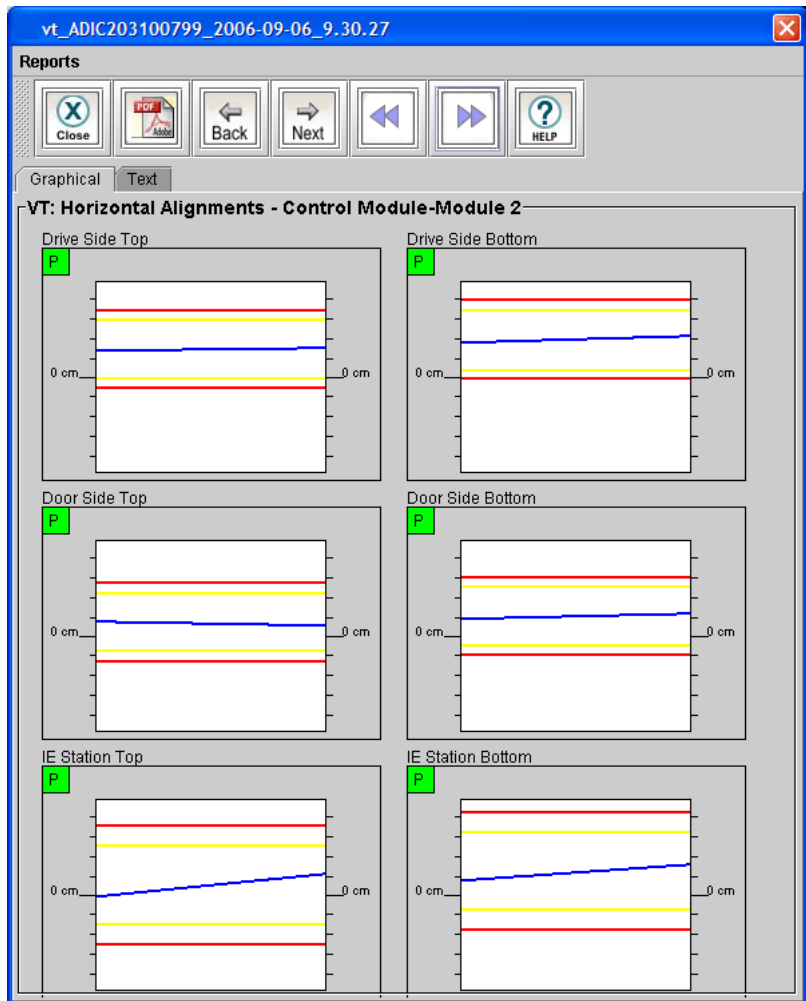 vt_ADIC203100799_2006-09-06_9.30.27
Reports
X
Close
PDF
Adobe
Back
Next
?
HELP
Graphical Text
VT: Horizontal Alignments - Control Module-Module 2
Drive Side Top Drive Side Bottom
P P
0 cm 0 cm 0 cm 0 cm
Door Side Top Door Side Bottom
P P
0 cm 0 cm 0 cm 0 cm
IE Station Top IE Station Bottom
P P
0 cm 0 cm 0 cm 0 cm